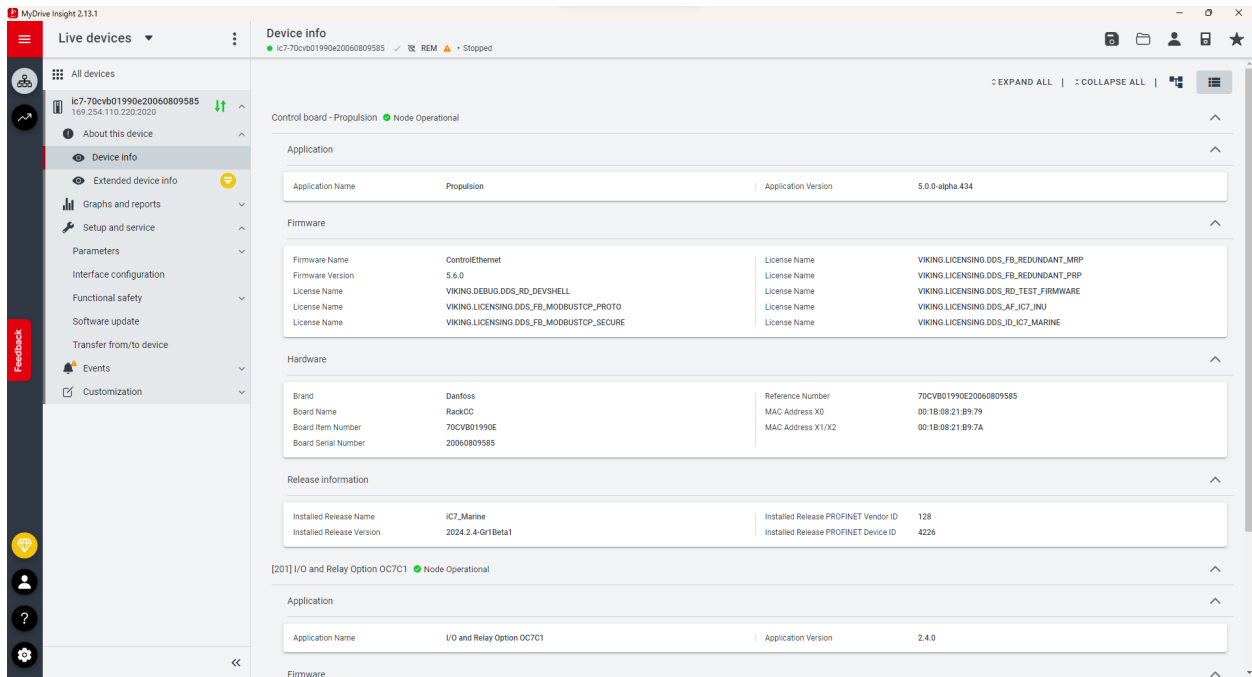 MyDrive Insight 2.13.1
Live devices
All devices
ic7-70cvb01990e20060809585
169.254.110.220:2020
About this device
Device info
Extended device info
Graphs and reports
Setup and service
Parameters
Interface configuration
Functional safety
Software update
Transfer from/to device
Events
Customization
Feedback
Device info
ic7-70cvb01990e20060809585 REM • Stopped
EXPAND ALL | COLLAPSE ALL |
Control board - Propulsion Node Operational
Application
Application Name Propulsion Application Version 5.0.0-alpha.434
Firmware
Firmware Name ControlEthernet License Name VIKING.LICENSING.DDS_FB_REDUNDANT_MRP
Firmware Version 5.6.0 License Name VIKING.LICENSING.DDS_FB_REDUNDANT_PRP
License Name VIKING.DEBUG.DDS_RD_DEVSHELL License Name VIKING.LICENSING.DDS_RD_TEST_FIRMWARE
License Name VIKING.LICENSING.DDS_FB_MODBUSTCP_PROTO License Name VIKING.LICENSING.DDS_AF_IC7_INU
License Name VIKING.LICENSING.DDS_FB_MODBUSTCP_SECURE License Name VIKING.LICENSING.DDS_ID_IC7_MARINE
Hardware
Brand Danfoss Reference Number 70CVB01990E20060809585
Board Name RackCC MAC Address X0 00:1B:08:21:B9:79
Board Item Number 70CVB01990E MAC Address X1/X2 00:1B:08:21:B9:7A
Board Serial Number 20060809585
Release information
Installed Release Name iC7_Marine Installed Release PROFINET Vendor ID 128
Installed Release Version 2024.2.4-Gr1Beta1 Installed Release PROFINET Device ID 4226
[201] I/O and Relay Option OC7C1 Node Operational
Application
Application Name I/O and Relay Option OC7C1 Application Version 2.4.0
Firmware